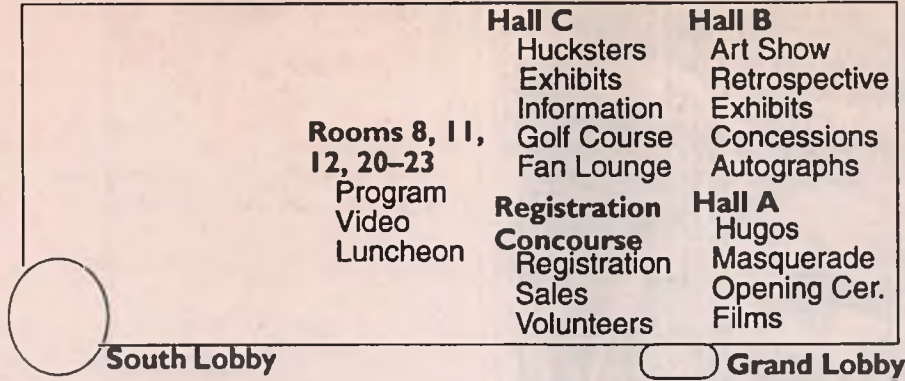 Hall C
Hucksters
Exhibits
Information
Golf Course
Fan Lounge
Hall B
Art Show
Retrospective
Exhibits
Concessions
Autographs
Rooms 8, 11,
12, 20–23
Program
Video
Luncheon
Registration
Concourse
Registration
Sales
Volunteers
Hall A
Hugos
Masquerade
Opening Cer.
Films
South Lobby
Grand Lobby